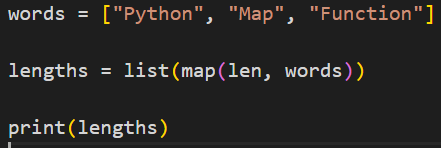 words = ["Python", "Map", "Function"]
lengths = list(map(len, words))
print(lengths)